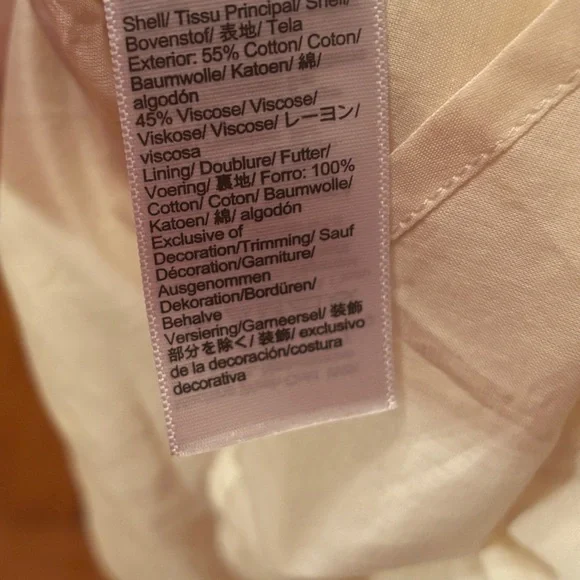 Shell/ Tissu Principal/ Shell/
Bovenstof/ 表地/ Tela
Exterior: 55% Cotton/ Coton/
Baumwolle/ Katoen/ 綿/
algodón
45% Viscose/ Viscose/
Viskose/ Viscose/ レーヨン/
viscosa
Lining/ Doublure/ Futter/
Voering/ 裏地/ Forro: 100%
Cotton/ Coton/ Baumwolle/
Katoen/ 綿/ algodón
Exclusive of
Decoration/Trimming/ Sauf
Décoration/Garniture/
Ausgenommen
Dekoration/Bordüren/
Behalve
Versiering/Garneersel/ 装飾
部分を除く/ 装飾/ exclusivo
de la decoración/costura
decorativa